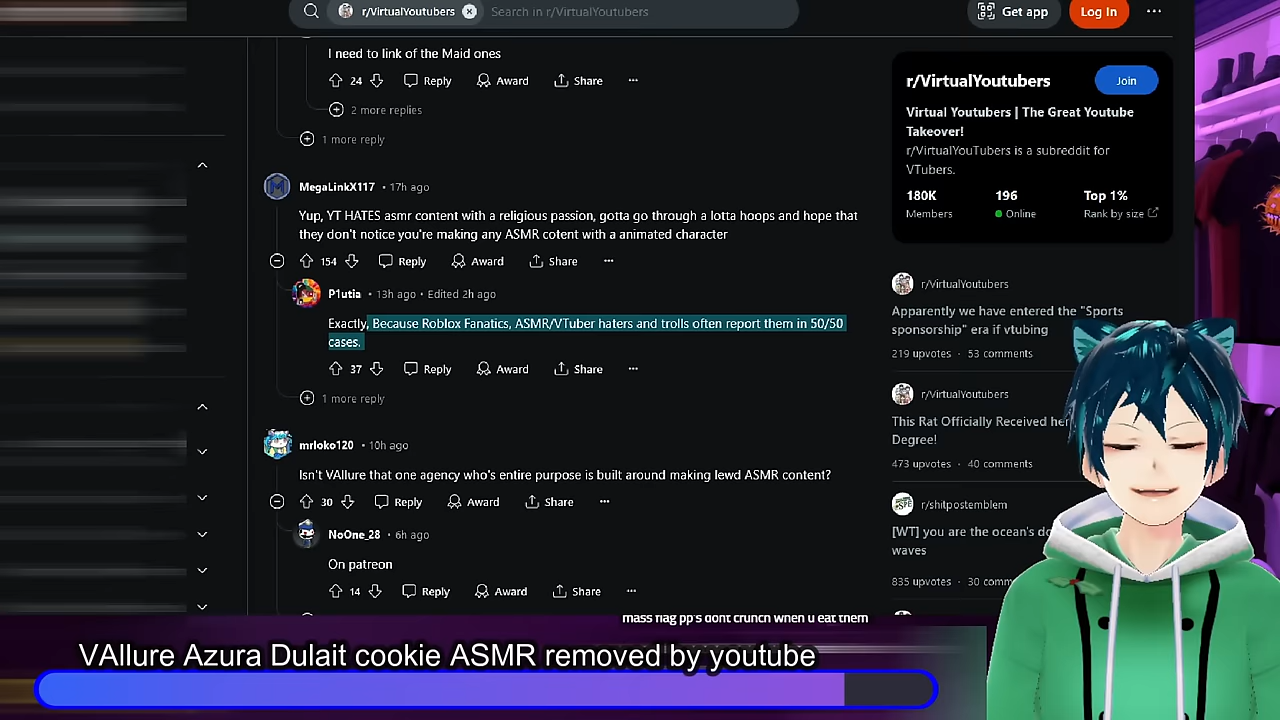 r/VirtualYoutubers
Search in r/VirtualYoutubers
Get app
Log In
I need to link of the Maid ones
24
Reply
Award
Share
2 more replies
1 more reply
MegaLinkX117 • 17h ago
Yup, YT HATES asmr content with a religious passion, gotta go through a lotta hoops and hope that
they don't notice you're making any ASMR cotent with a animated character
154
Reply
Award
Share
P1utia • 13h ago • Edited 2h ago
Exactly, Because Roblox Fanatics, ASMR/VTuber haters and trolls often report them in 50/50
cases.
37
Reply
Award
Share
1 more reply
mrloko120 • 10h ago
Isn't VAllure that one agency who's entire purpose is built around making lewd ASMR content?
30
Reply
Award
Share
NoOne_28 • 6h ago
On patreon
14
Reply
Award
Share
r/VirtualYoutubers
Join
Virtual Youtubers | The Great Youtube
Takeover!
r/VirtualYouTubers is a subreddit for
VTubers.
180K
196
Top 1%
Members
Online
Rank by size
r/VirtualYoutubers
Apparently we have entered the "Sports
sponsorship" era if vtubing
219 upvotes • 53 comments
r/VirtualYoutubers
This Rat Officially Received her
Degree!
473 upvotes • 40 comments
r/shitpostemblem
[WT] you are the ocean's
waves
835 upvotes • 30
mass flag pp's dont crunch when u eat them
VAllure Azura Dulait cookie ASMR removed by youtube